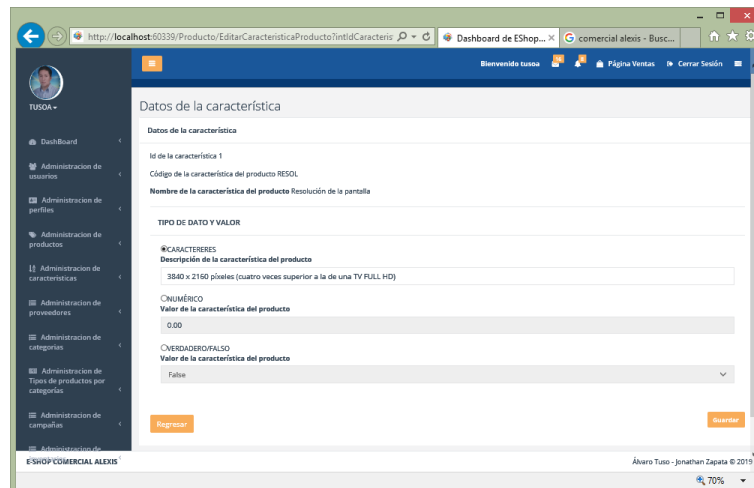 http://localhost:60339/Producto/EditarCaracteristicaProducto?intIdCaracteris
Dashboard de EShop...
comercial alexis - Busc...
Bienvenido tusoa
Página Ventas
Cerrar Sesión
TUSOA
DashBoard
Administracion de usuarios
Administracion de perfiles
Administracion de productos
Administracion de caracteristicas
Administracion de proveedores
Administracion de categorias
Administracion de Tipos de productos por categorías
Administracion de campañas
Administracion de
E-SHOP COMERCIAL ALEXIS
Datos de la característica
Datos de la característica
Id de la característica 1
Código de la característica del producto RESOL
Nombre de la característica del producto Resolución de la pantalla
TIPO DE DATO Y VALOR
CARACTERERES
Descripción de la característica del producto
3840 x 2160 píxeles (cuatro veces superior a la de una TV FULL HD)
NUMÉRICO
Valor de la característica del producto
0.00
VERDADERO/FALSO
Valor de la característica del producto
False
Regresar
Guardar
Álvaro Tuso - Jonathan Zapata © 2019
70%